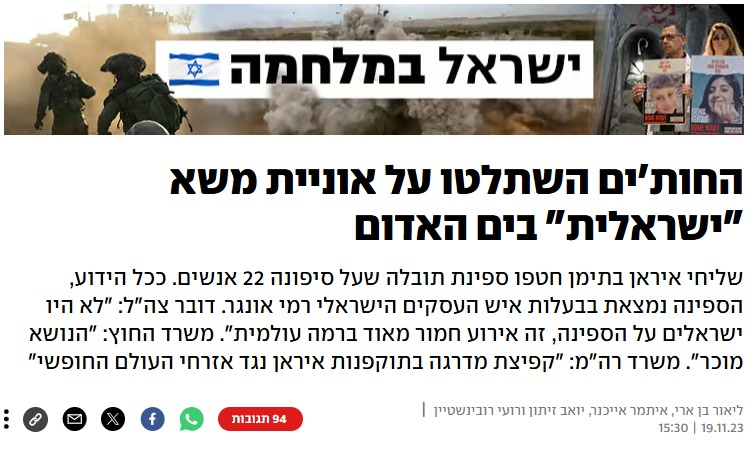 ישראל במלחמה
החות'ים השתלטו על אוניית משא
"ישראלית" בים האדום
שליחי איראן בתימן חטפו ספינת תובלה שעל סיפונה 22 אנשים. ככל הידוע,
הספינה נמצאת בבעלות איש העסקים הישראלי רמי אונגר. דובר צה"ל: "לא היו
ישראלים על הספינה, זה אירוע חמור מאוד ברמה עולמית". משרד החוץ: "הנושא
מוכר". משרד רה"מ: "קפיצת מדרגה בתוקפנות איראן נגד אזרחי העולם החופשי"
ליאור בן ארי, איתמר אייכנר, יואב זיתון ורועי רובינשטיין |
19.11.23 | 15:30
94 תגובות